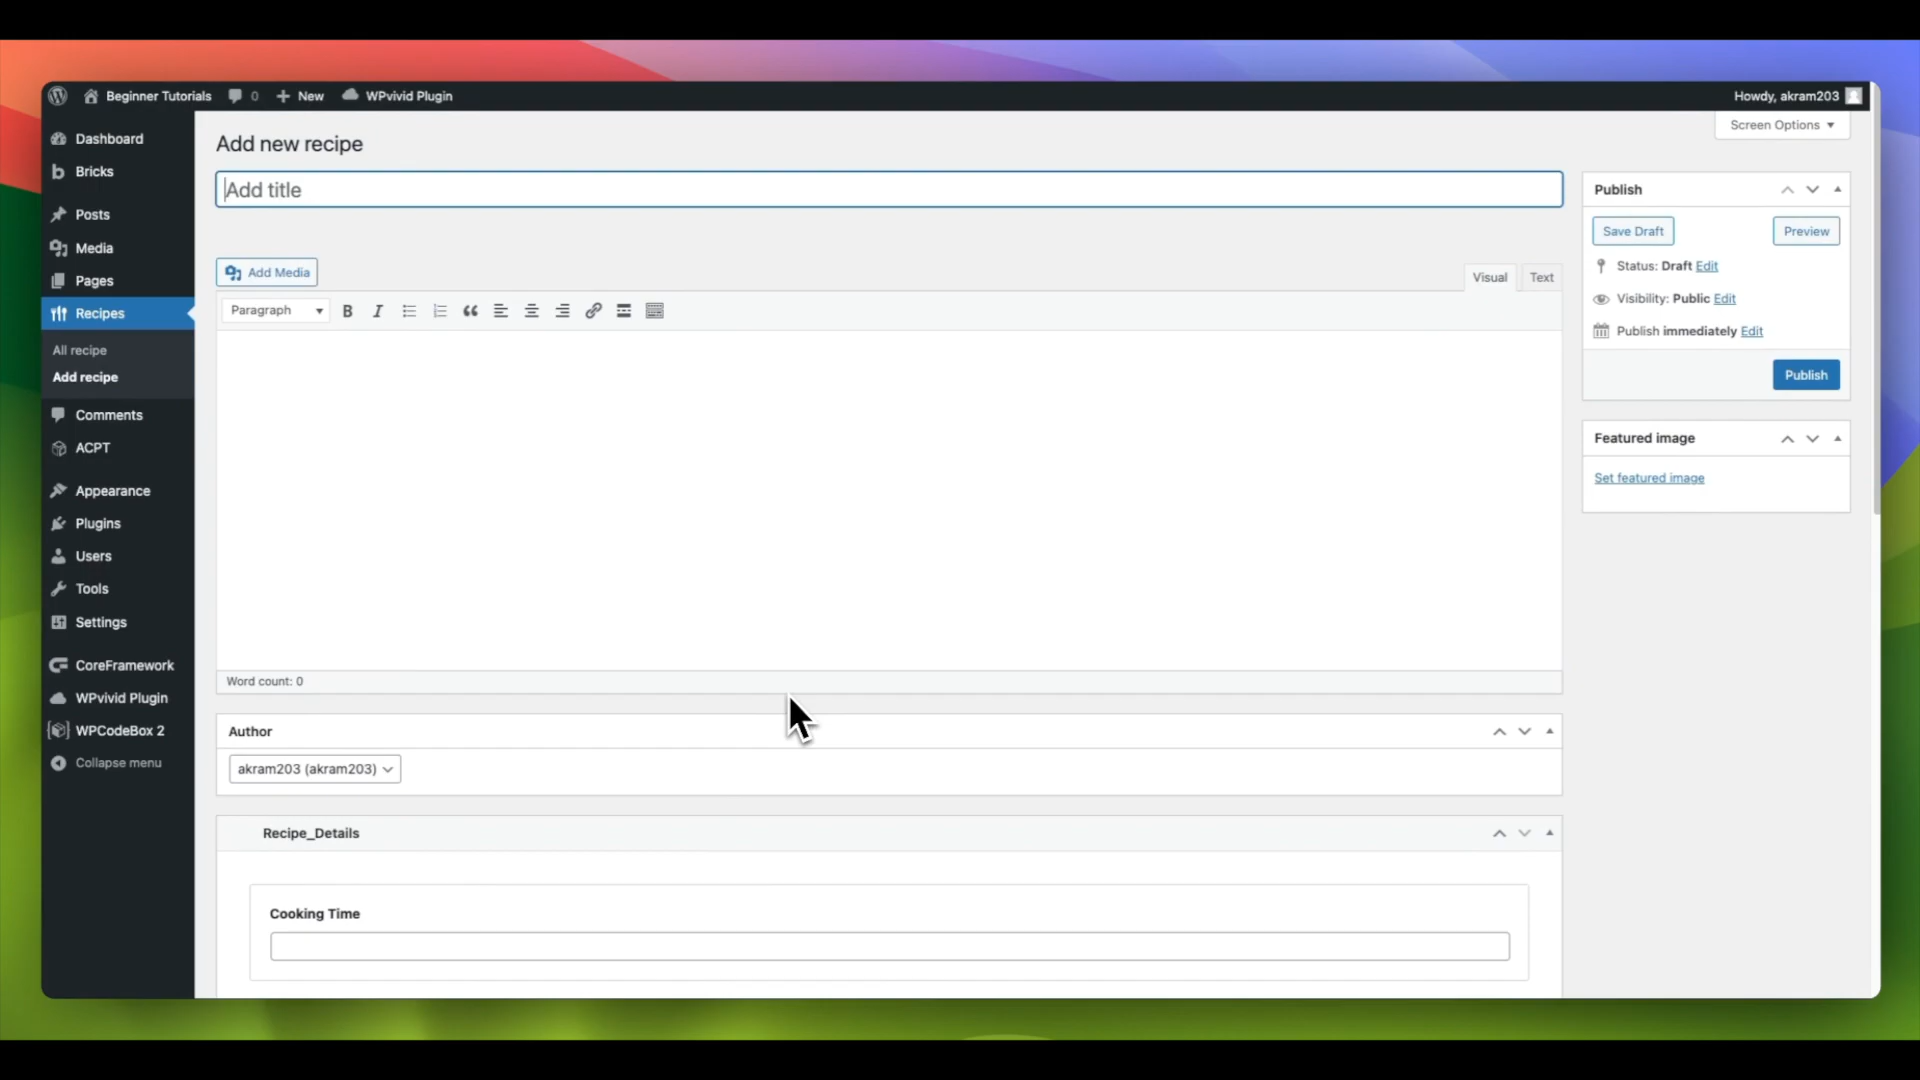 Beginner Tutorials 0 New WPvivid Plugin Howdy, akram203
Dashboard
Bricks
Posts
Media
Pages
Recipes
All recipe
Add recipe
Comments
ACPT
Appearance
Plugins
Users
Tools
Settings
CoreFramework
WPvivid Plugin
WPCodeBox 2
Collapse menu
Screen Options
Add new recipe
Add title
Add Media
Visual Text
Paragraph
Word count: 0
Author
akram203 (akram203)
Recipe_Details
Cooking Time
Publish
Save Draft Preview
Status: Draft Edit
Visibility: Public Edit
Publish immediately Edit
Publish
Featured image
Set featured image